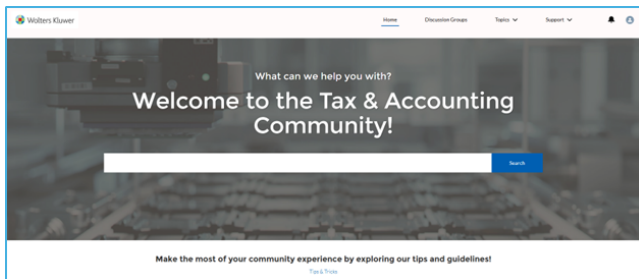 Wolters Kluwer
Home Discussion Groups Topics Support
What can we help you with?
Welcome to the Tax & Accounting
Community!
Search
Make the most of your community experience by exploring our tips and guidelines!
Tips & Tricks